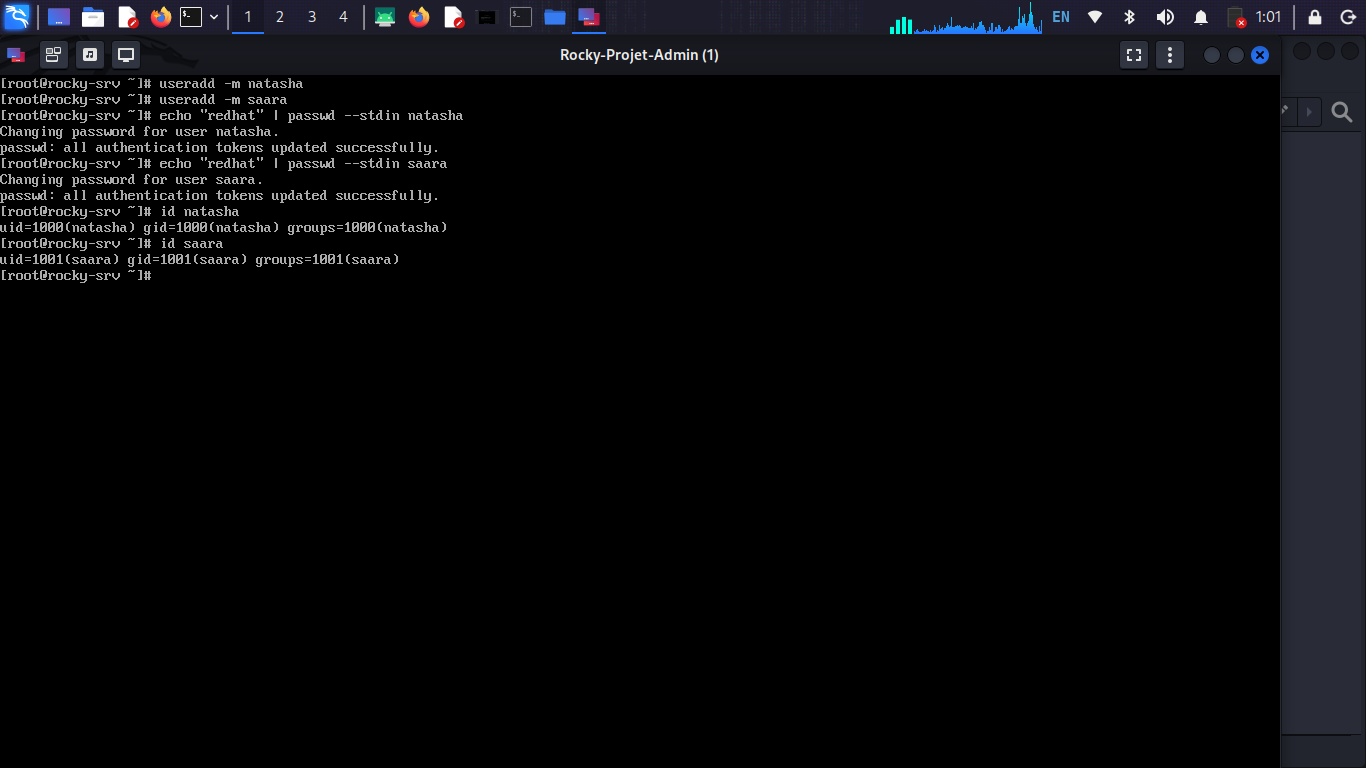 1 2 3 4 EN 1:01
Rocky-Projet-Admin (1)
[root@rocky-srv ~]# useradd -m natasha
[root@rocky-srv ~]# useradd -m saara
[root@rocky-srv ~]# echo "redhat" | passwd --stdin natasha
Changing password for user natasha.
passwd: all authentication tokens updated successfully.
[root@rocky-srv ~]# echo "redhat" | passwd --stdin saara
Changing password for user saara.
passwd: all authentication tokens updated successfully.
[root@rocky-srv ~]# id natasha
uid=1000(natasha) gid=1000(natasha) groups=1000(natasha)
[root@rocky-srv ~]# id saara
uid=1001(saara) gid=1001(saara) groups=1001(saara)
[root@rocky-srv ~]#